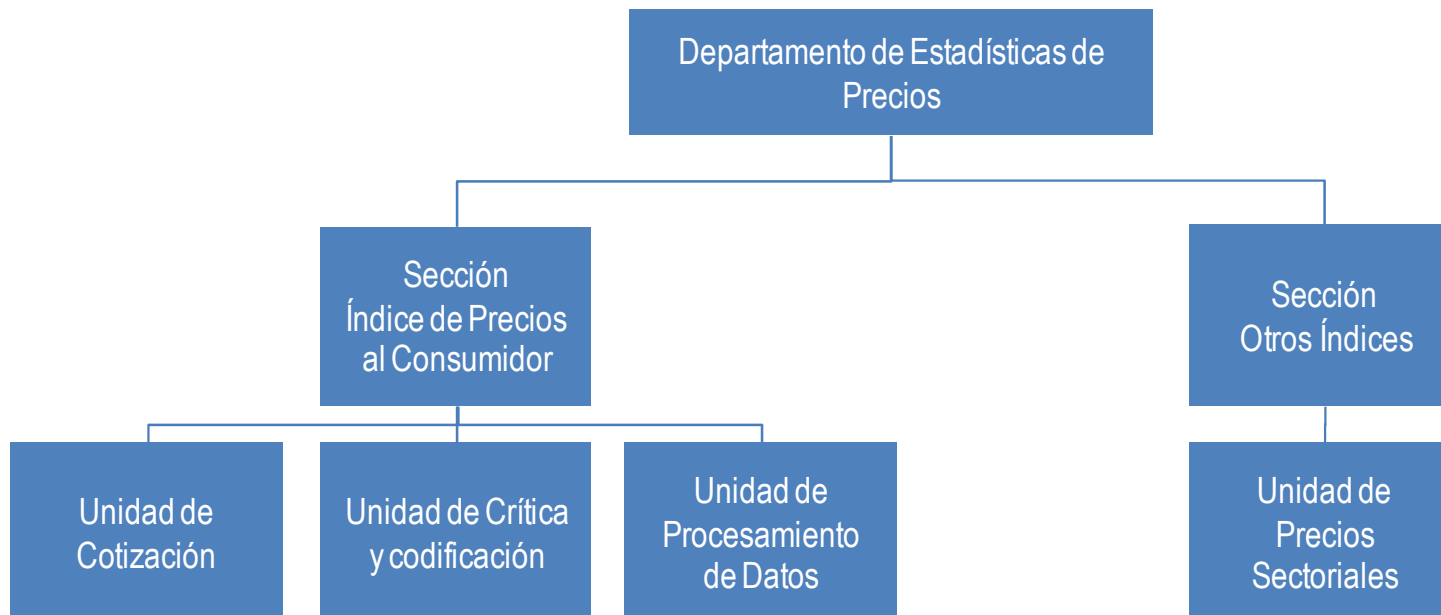 Departamento de Estadísticas de
Precios
Sección
Índice de Precios
al Consumidor
Sección
Otros Índices
Unidad de
Cotización
Unidad de Crítica
y codificación
Unidad de
Procesamiento
de Datos
Unidad de
Precios
Sectoriales